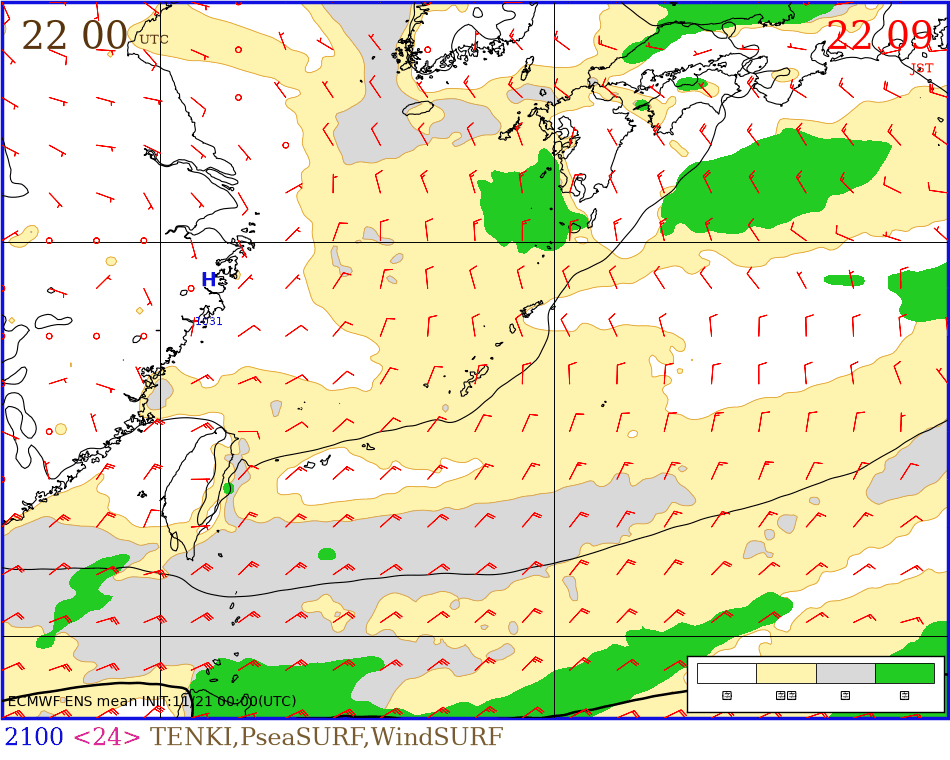 22 00 UTC
22 09
JST
H
1031
ECMWF ENS mean INIT:11/21 00:00(UTC)
2100 <24> TENKI,PseaSURF,WindSURF